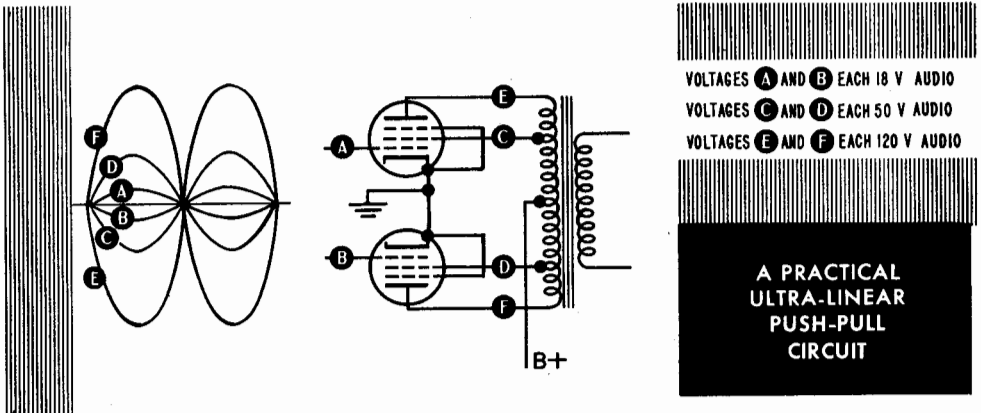 F
D
A
B
C
E
E
C
A
B
D
F
B+
VOLTAGES A AND B EACH 18 V AUDIO
VOLTAGES C AND D EACH 50 V AUDIO
VOLTAGES E AND F EACH 120 V AUDIO
A PRACTICAL
ULTRA-LINEAR
PUSH-PULL
CIRCUIT